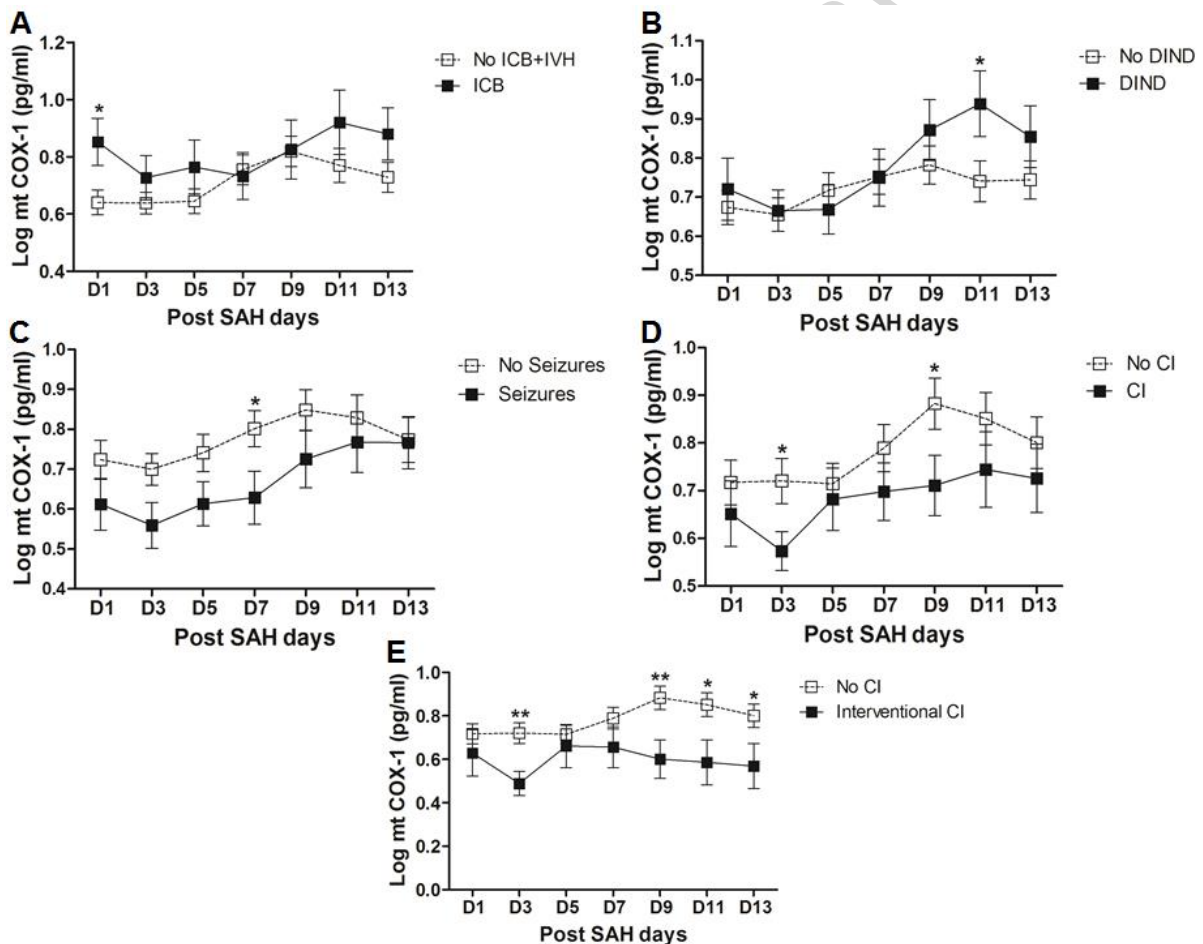 A
Log mt COX-1 (pg/ml)
1.2
1.0
0.8
0.6
0.4
*
D1 D3 D5 D7 D9 D11 D13
Post SAH days
No ICB+IVH
ICB
B
Log mt COX-1 (pg/ml)
1.1
1.0
0.9
0.8
0.7
0.6
0.5
*
D1 D3 D5 D7 D9 D11 D13
Post SAH days
No DIND
DIND
C
Log mt COX-1 (pg/ml)
1.0
0.9
0.8
0.7
0.6
0.5
0.4
*
D1 D3 D5 D7 D9 D11 D13
Post SAH days
No Seizures
Seizures
D
Log mt COX-1 (pg/ml)
1.0
0.9
0.8
0.7
0.6
0.5
* *
D1 D3 D5 D7 D9 D11 D13
Post SAH days
No CI
CI
E
Log mt COX-1 (pg/ml)
1.0
0.8
0.6
0.4
0.2
0.0
** ** * *
D1 D3 D5 D7 D9 D11 D13
Post SAH days
No CI
Interventional CI